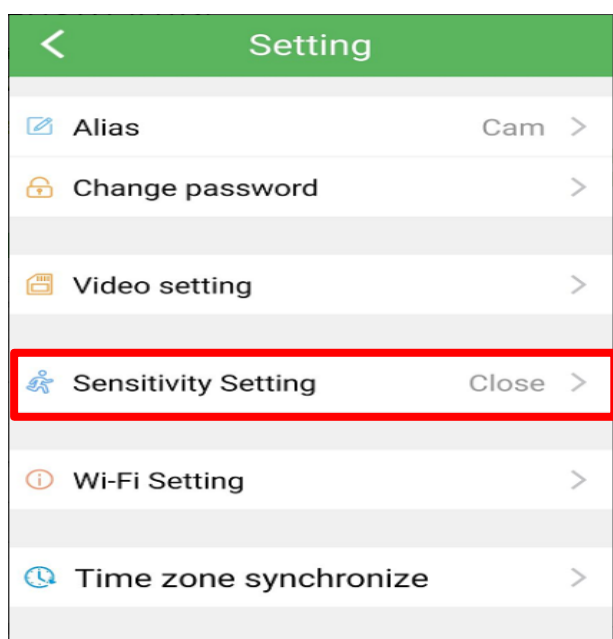 Setting
Alias Cam
Change password
Video setting
Sensitivity Setting Close
Wi-Fi Setting
Time zone synchronize